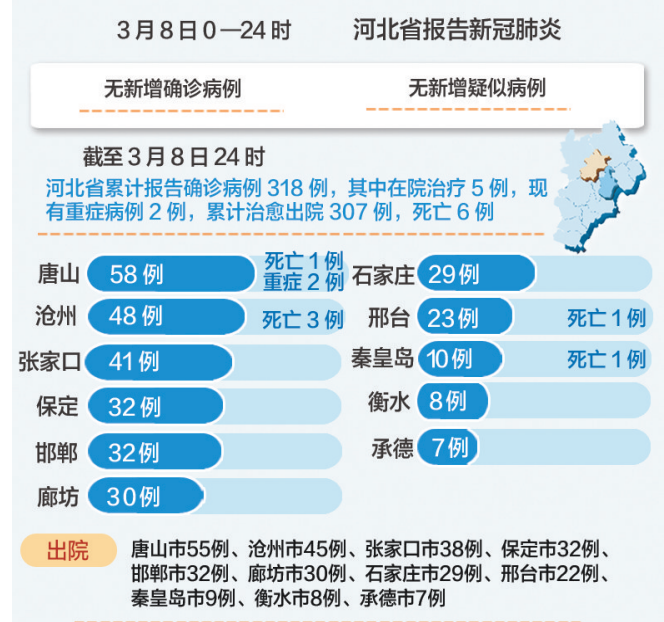 3月8日0—24时 河北省报告新冠肺炎
无新增确诊病例 无新增疑似病例
截至3月8日24时
河北省累计报告确诊病例318例，其中在院治疗5例，现
有重症病例2例，累计治愈出院307例，死亡6例
唐山 58例 死亡1例
重症2例
沧州 48例 死亡3例
张家口 41例
保定 32例
邯郸 32例
廊坊 30例
石家庄 29例
邢台 23例 死亡1例
秦皇岛 10例 死亡1例
衡水 8例
承德 7例
出院
唐山市55例、沧州市45例、张家口市38例、保定市32例、
邯郸市32例、廊坊市30例、石家庄市29例、邢台市22例、
秦皇岛市9例、衡水市8例、承德市7例